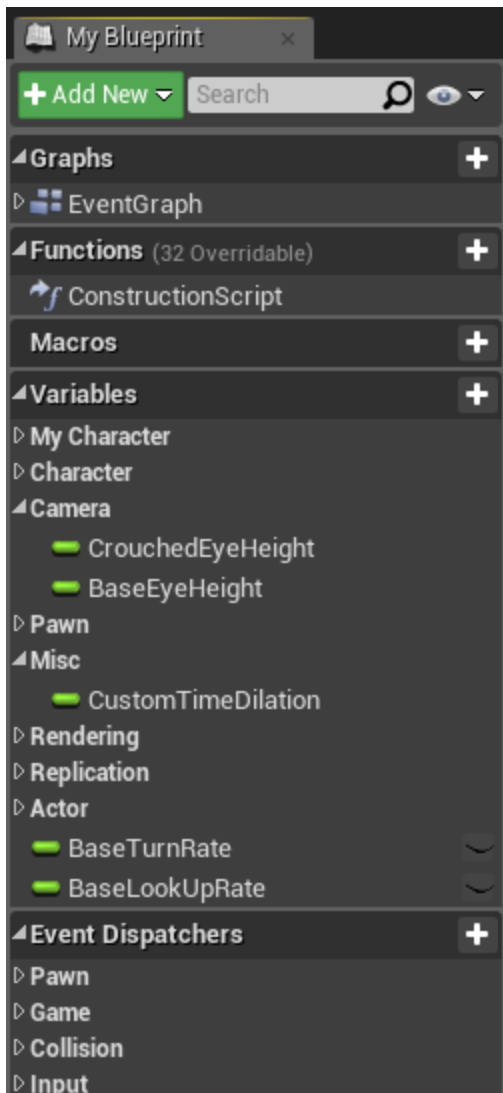 My Blueprint
Add New Search
Graphs
EventGraph
Functions (32 Overridable)
ConstructionScript
Macros
Variables
My Character
Character
Camera
CrouchedEyeHeight
BaseEyeHeight
Pawn
Misc
CustomTimeDilation
Rendering
Replication
Actor
BaseTurnRate
BaseLookUpRate
Event Dispatchers
Pawn
Game
Collision
Input